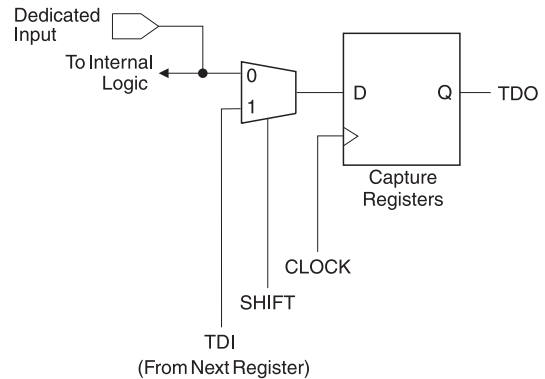 Dedicated
Input
To Internal
Logic
0
1
D
Q
TDO
Capture
Registers
CLOCK
SHIFT
TDI
(From Next Register)